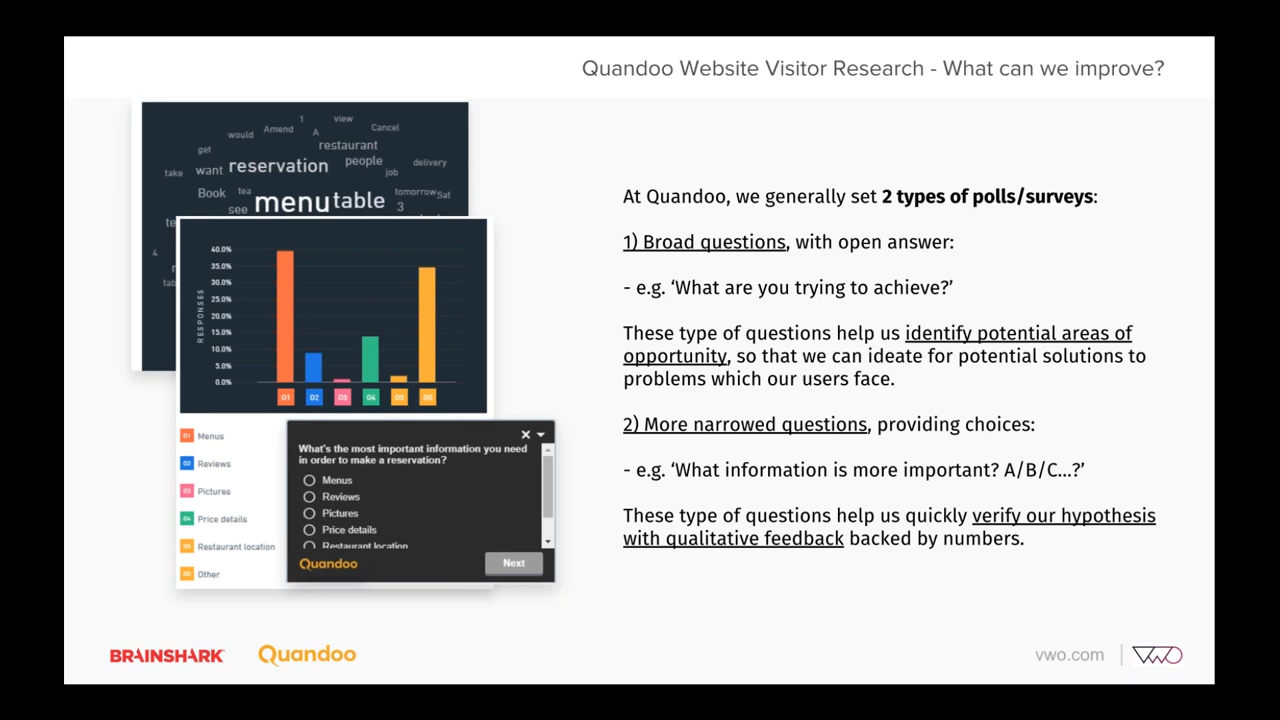 Quandoo Website Visitor Research - What can we improve?
1 view
would Amend A Cancel
get restaurant
take want reservation people job delivery
Book tea menu table tomorrow Sat
see 3
4
40.0%
35.0%
30.0%
25.0%
20.0%
15.0%
10.0%
5.0%
0.0%
RESPONSES
01 02 03 04 05
01 Menus
02 Reviews
03 Pictures
04 Price details
Restaurant location
Other
What's the most important information you need
in order to make a reservation?
Menus
Reviews
Pictures
Price details
Restaurant location
Quandoo Next
At Quandoo, we generally set 2 types of polls/surveys:
1) Broad questions, with open answer:
- e.g. ‘What are you trying to achieve?’
These type of questions help us identify potential areas of
opportunity, so that we can ideate for potential solutions to
problems which our users face.
2) More narrowed questions, providing choices:
- e.g. ‘What information is more important? A/B/C...?’
These type of questions help us quickly verify our hypothesis
with qualitative feedback backed by numbers.
BRAINSHARK Quandoo vwo.com | VWO